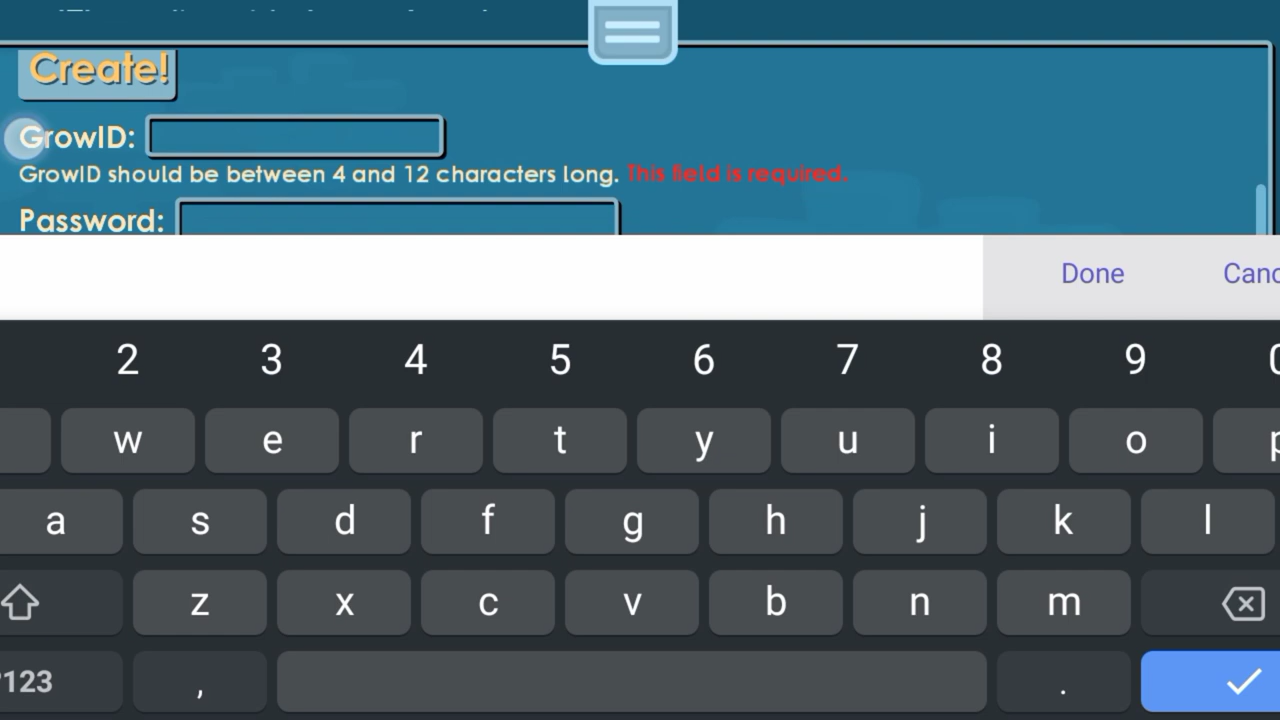 Create!
GrowID:
GrowID should be between 4 and 12 characters long. This field is required.
Password:
Done
2 3 4 5 6 7 8 9
w e r t y u i o p
a s d f g h j k l
z x c v b n m
123 , .